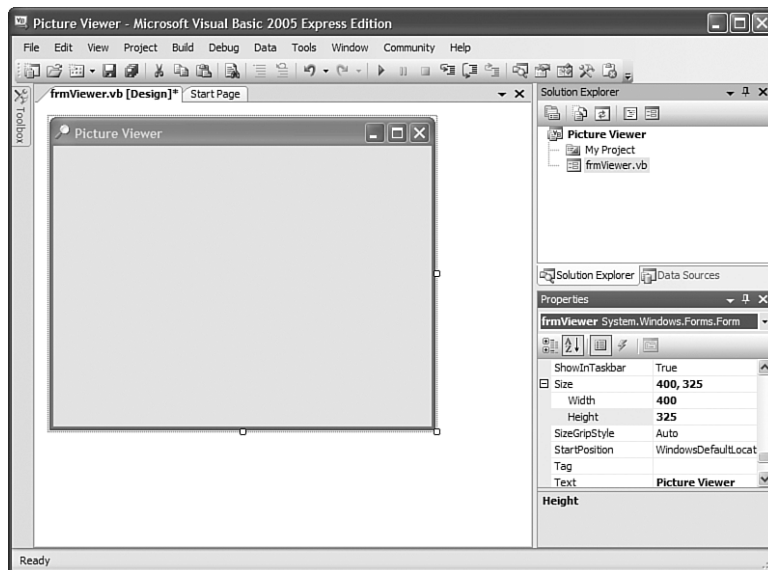 Picture Viewer - Microsoft Visual Basic 2005 Express Edition
File Edit View Project Build Debug Data Tools Window Community Help
frmViewer.vb [Design]* Start Page
Toolbox
Picture Viewer
Solution Explorer
Picture Viewer
My Project
frmViewer.vb
Solution Explorer Data Sources
Properties
frmViewer System.Windows.Forms.Form
ShowInTaskbar True
Size 400, 325
Width 400
Height 325
SizeGripStyle Auto
StartPosition WindowsDefaultLocat
Tag
Text Picture Viewer
Height
Ready